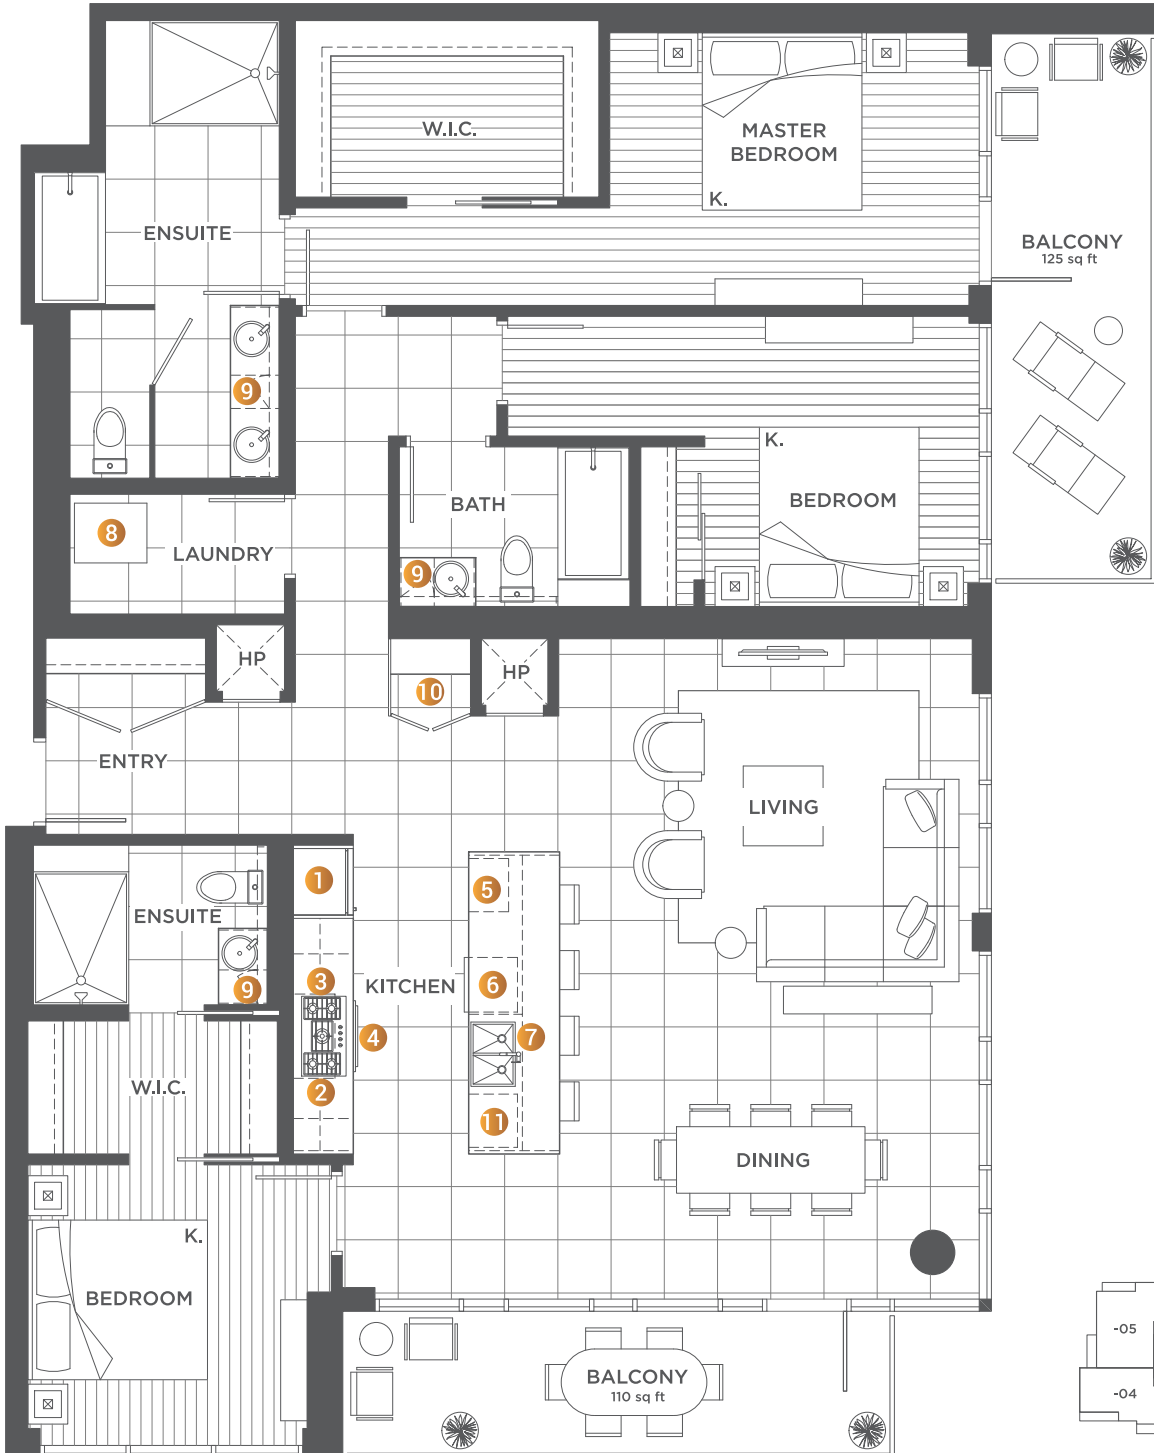 W.I.C.
MASTER
BEDROOM
K.
ENSUITE
BALCONY
125 sq ft
9
K.
BEDROOM
BATH
8
LAUNDRY
9
HP
HP
10
ENTRY
LIVING
1
5
ENSUITE
9
3
KITCHEN
6
4
7
2
11
W.I.C.
DINING
K.
BEDROOM
BALCONY
110 sq ft
-05
-04